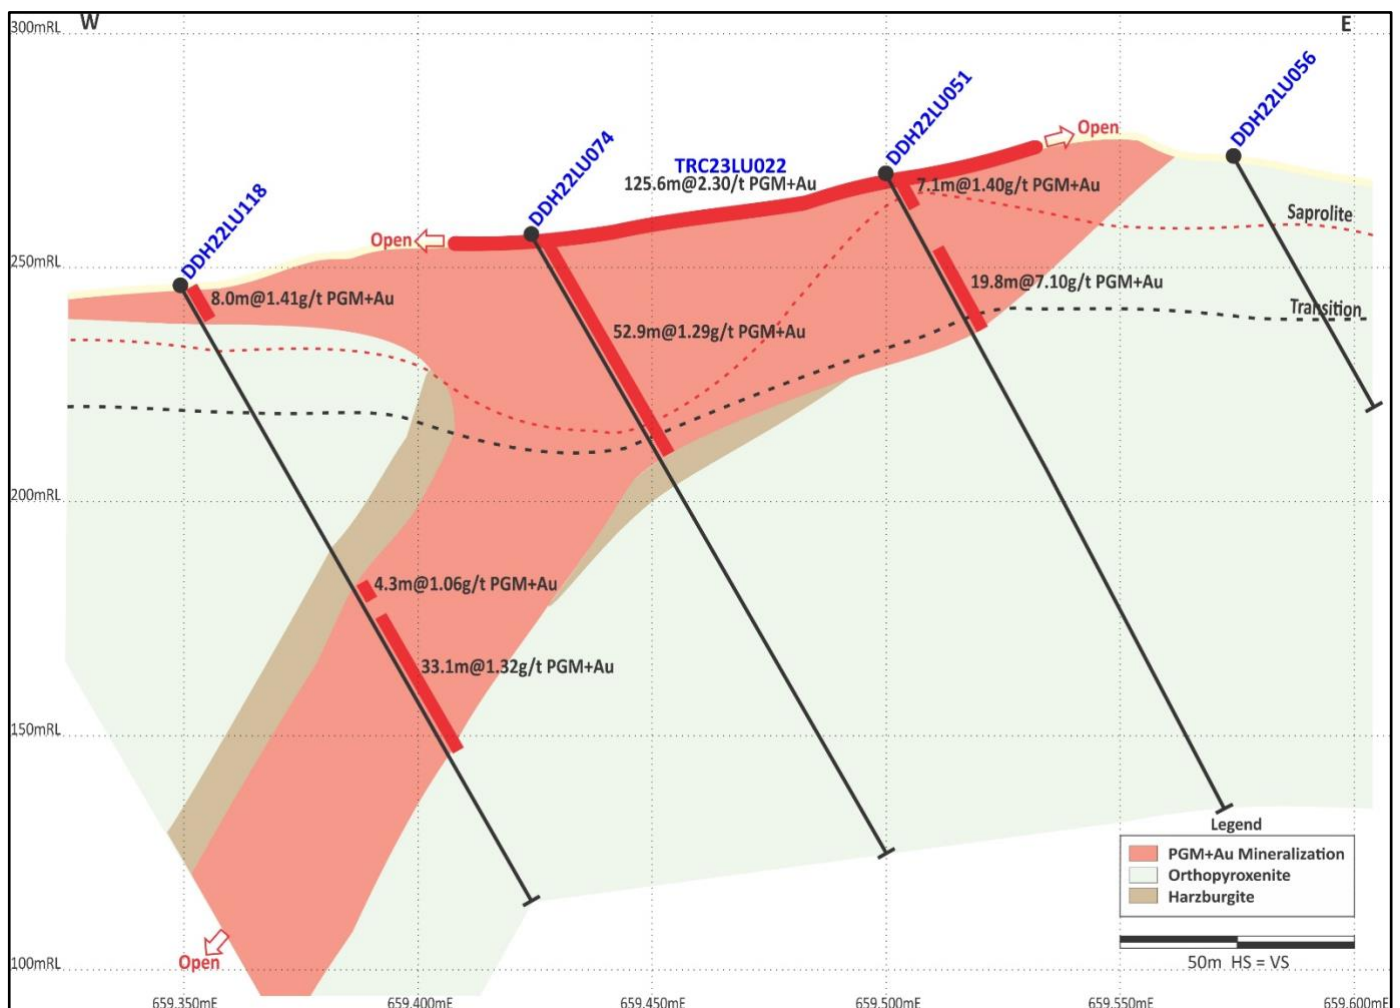 300mRL
W
E
DDH22LU118
DDH22LU074
TRC23LU022
125.6m@2.30/t PGM+Au
DDH22LU051
DDH22LU056
Open
Open
7.1m@1.40g/t PGM+Au
Saprolite
250mRL
8.0m@1.41g/t PGM+Au
19.8m@7.10g/t PGM+Au
52.9m@1.29g/t PGM+Au
Transition
200mRL
4.3m@1.06g/t PGM+Au
33.1m@1.32g/t PGM+Au
150mRL
Legend
PGM+Au Mineralization
Orthopyroxenite
Harzburgite
50m HS = VS
Open
100mRL
659.350mE
659.400mE
659.450mE
659.500mE
659.550mE
659.600mE